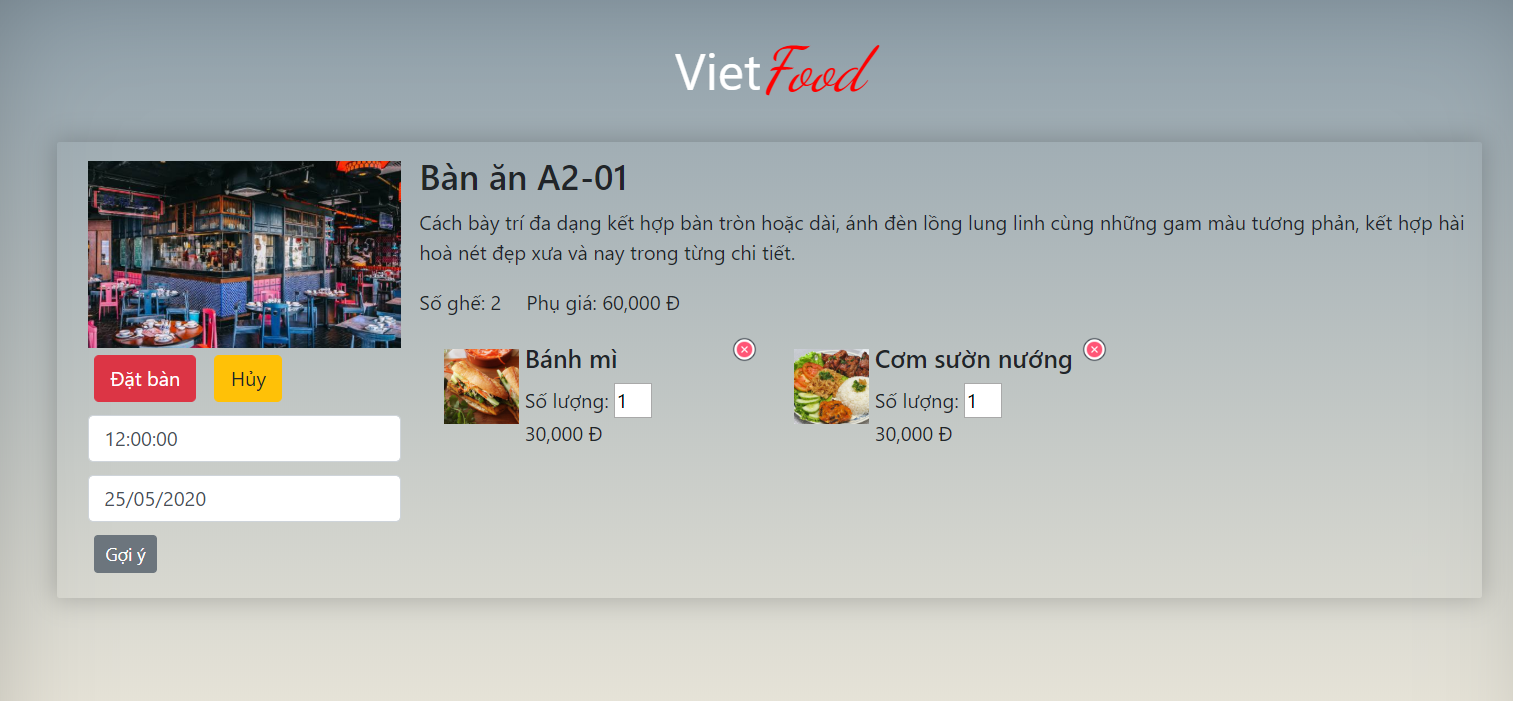 VietFood
Bàn ăn A2-01
Cách bày trí đa dạng kết hợp bàn tròn hoặc dài, ánh đèn lồng lung linh cùng những gam màu tương phản, kết hợp hài
hoà nét đẹp xưa và nay trong từng chi tiết.
Số ghế: 2 Phụ giá: 60,000 Đ
Đặt bàn Hủy
12:00:00
25/05/2020
Gợi ý
Bánh mì
Số lượng: 1
30,000 Đ
Cơm sườn nướng
Số lượng: 1
30,000 Đ